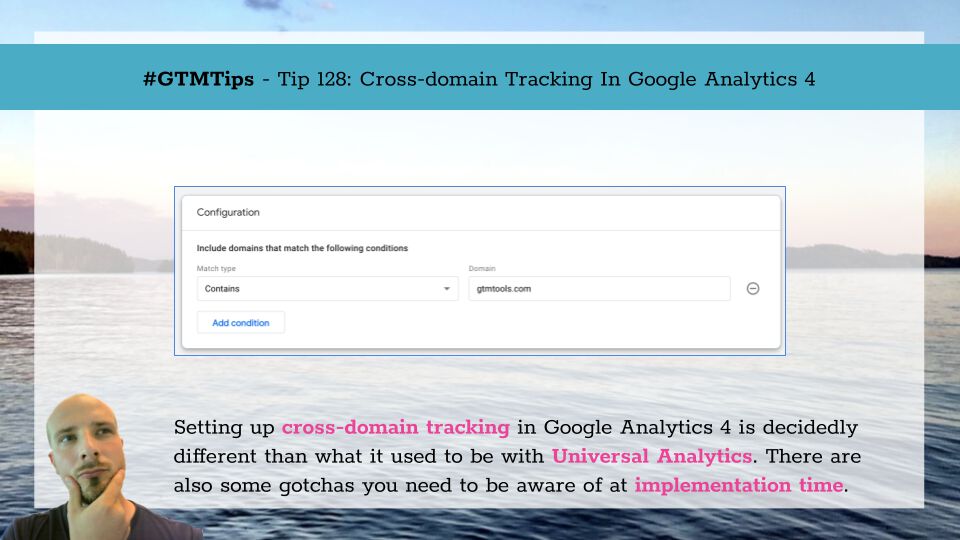 #GTMTips - Tip 128: Cross-domain Tracking In Google Analytics 4
Configuration
Include domains that match the following conditions
Match type Domain
Contains gtmtools.com
Add condition
Setting up cross-domain tracking in Google Analytics 4 is decidedly
different than what it used to be with Universal Analytics. There are
also some gotchas you need to be aware of at implementation time.